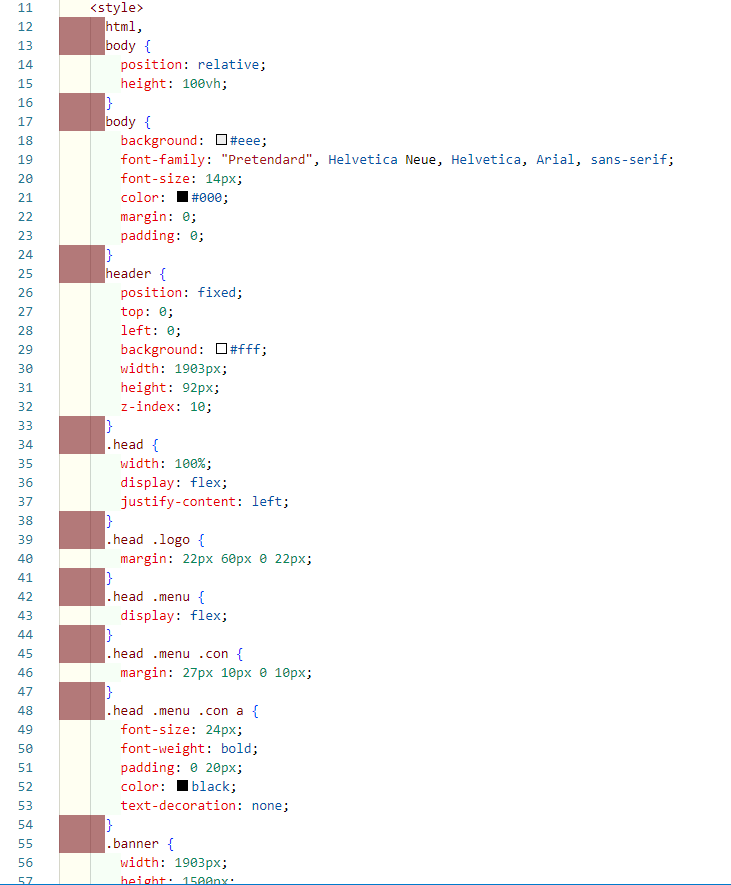 11 <style>
12 html,
13 body {
14 position: relative;
15 height: 100vh;
16 }
17 body {
18 background: #eee;
19 font-family: "Pretendard", Helvetica Neue, Helvetica, Arial, sans-serif;
20 font-size: 14px;
21 color: #000;
22 margin: 0;
23 padding: 0;
24 }
25 header {
26 position: fixed;
27 top: 0;
28 left: 0;
29 background: #fff;
30 width: 1903px;
31 height: 92px;
32 z-index: 10;
33 }
34 .head {
35 width: 100%;
36 display: flex;
37 justify-content: left;
38 }
39 .head .logo {
40 margin: 22px 60px 0 22px;
41 }
42 .head .menu {
43 display: flex;
44 }
45 .head .menu .con {
46 margin: 27px 10px 0 10px;
47 }
48 .head .menu .con a {
49 font-size: 24px;
50 font-weight: bold;
51 padding: 0 20px;
52 color: black;
53 text-decoration: none;
54 }
55 .banner {
56 width: 1903px;
57 height: 1500px;